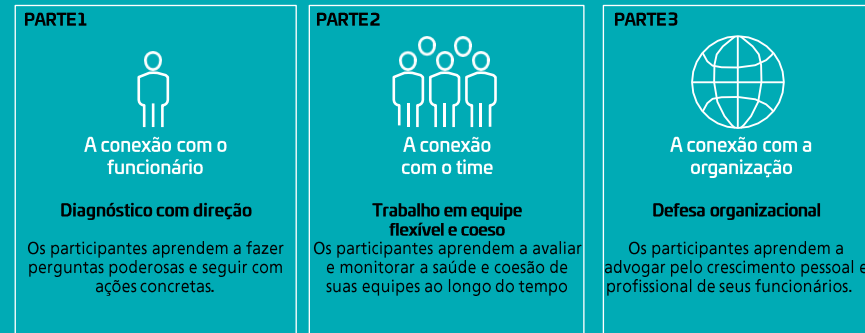 PARTE1
A conexão com o
funcionário
Diagnóstico com direção
Os participantes aprendem a fazer
perguntas poderosas e seguir com
ações concretas.
PARTE2
A conexão
com o time
Trabalho em equipe
flexível e coeso
Os participantes aprendem a avaliar
e monitorar a saúde e coesão de
suas equipes ao longo do tempo
PARTE3
A conexão com a
organização
Defesa organizacional
Os participantes aprendem a
advogar pelo crescimento pessoal e
profissional de seus funcionários.